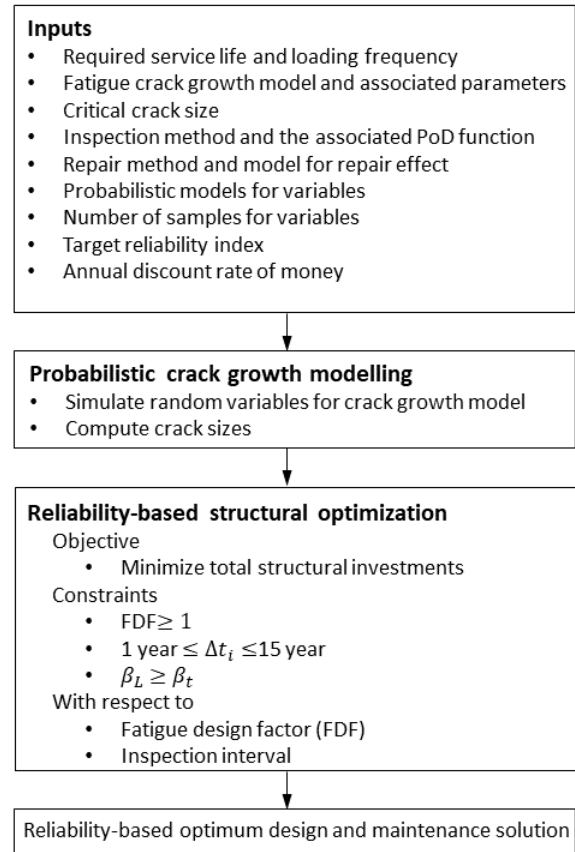 Inputs
• Required service life and loading frequency
• Fatigue crack growth model and associated parameters
• Critical crack size
• Inspection method and the associated PoD function
• Repair method and model for repair effect
• Probabilistic models for variables
• Number of samples for variables
• Target reliability index
• Annual discount rate of money
Probabilistic crack growth modelling
• Simulate random variables for crack growth model
• Compute crack sizes
Reliability-based structural optimization
Objective
• Minimize total structural investments
Constraints
• FDF≥ 1
• 1 year ≤ Δt_i ≤15 year
• β_L ≥ β_t
With respect to
• Fatigue design factor (FDF)
• Inspection interval
Reliability-based optimum design and maintenance solution